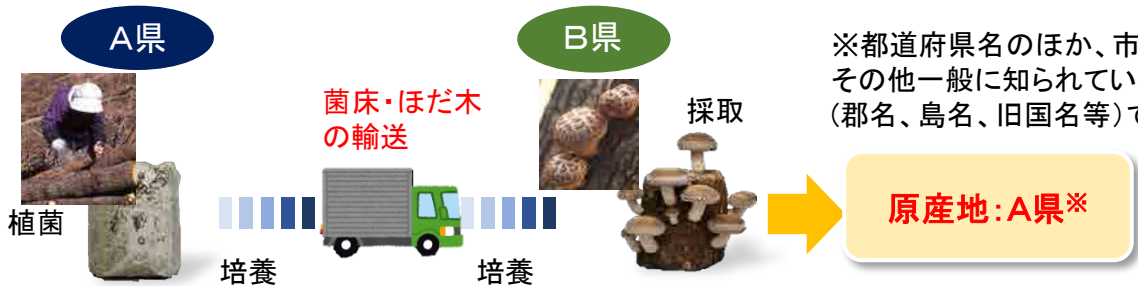 A県
B県
※都道府県名のほか、市
その他一般に知られてい
(郡名、島名、旧国名等)で
菌床・ほだ木
の輸送
採取
原産地:A県※
植菌
培養
培養